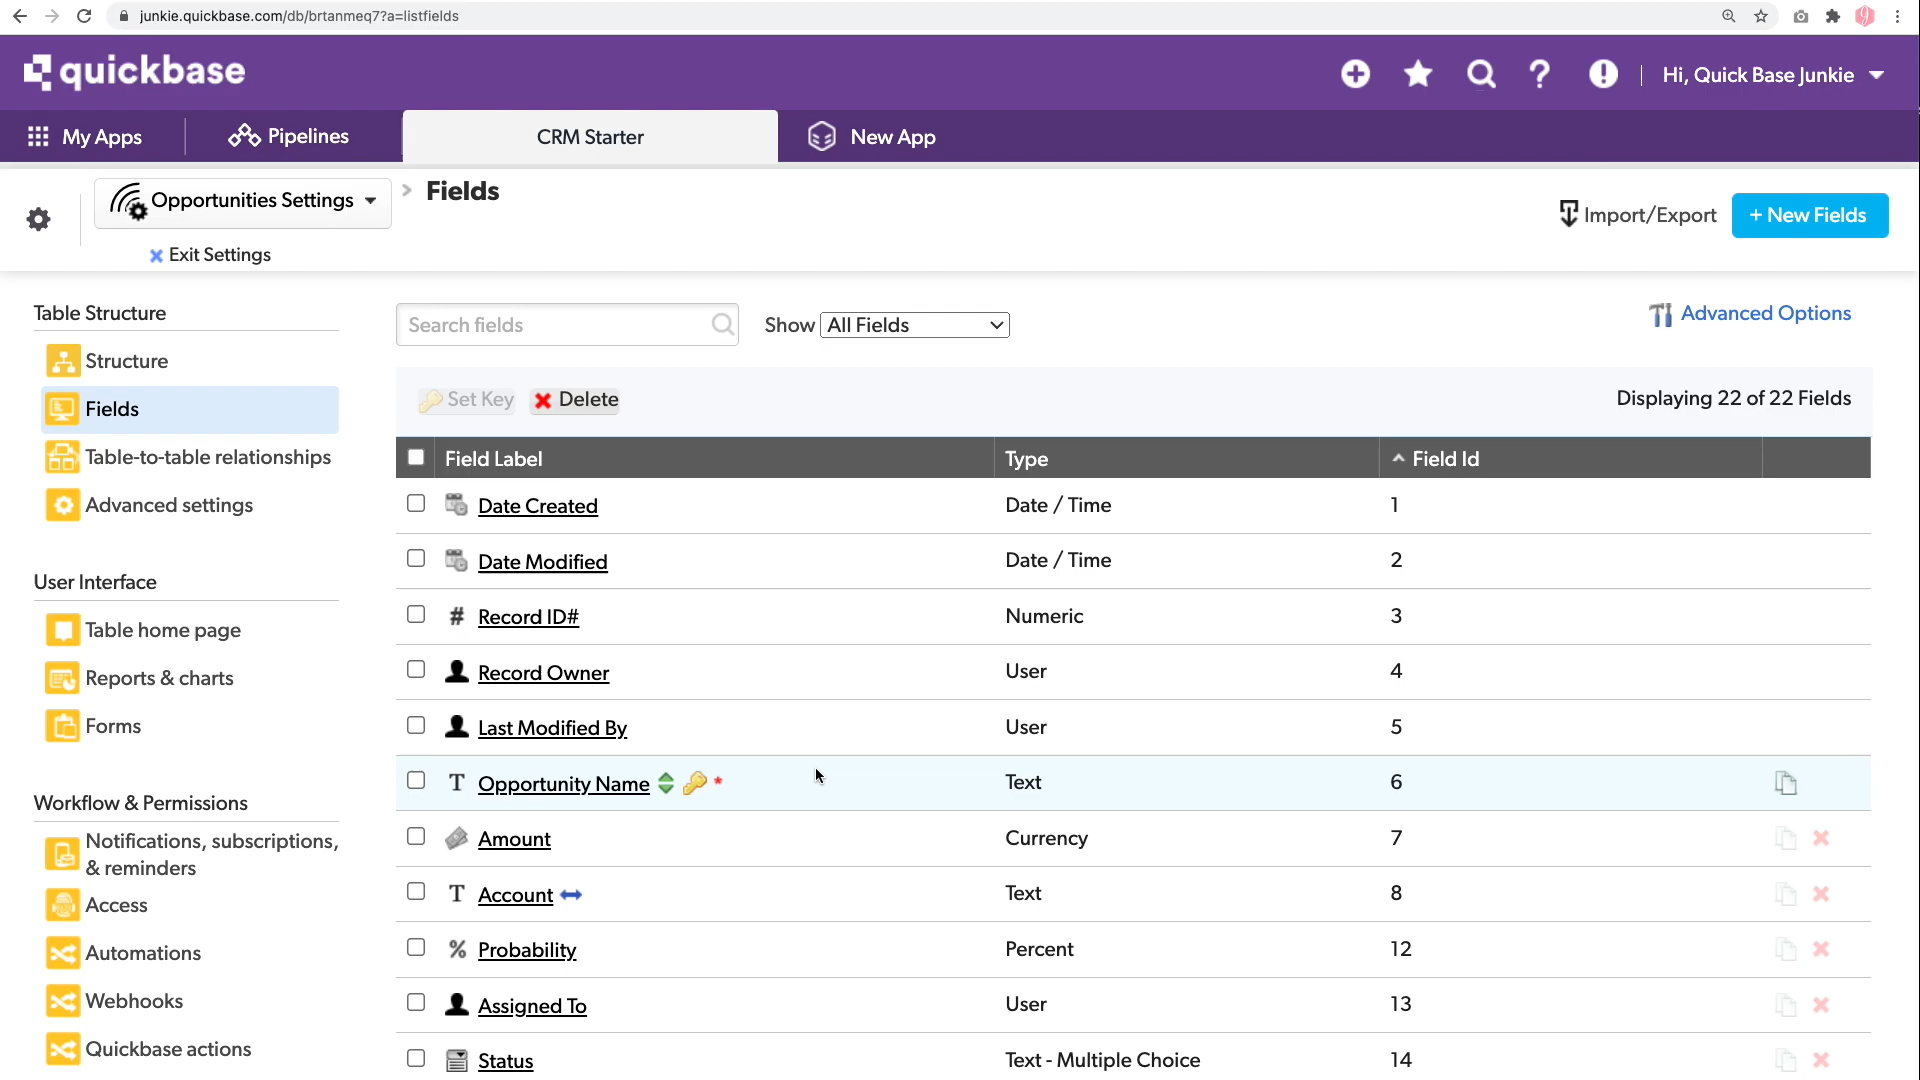 junkie.quickbase.com/db/brtanmeq7?a=listfields
quickbase
Hi, Quick Base Junkie
My Apps
Pipelines
CRM Starter
New App
Opportunities Settings
> Fields
Exit Settings
Import/Export
+ New Fields
Table Structure
Structure
Fields
Table-to-table relationships
Advanced settings
User Interface
Table home page
Reports & charts
Forms
Workflow & Permissions
Notifications, subscriptions,
& reminders
Access
Automations
Webhooks
Quickbase actions
Search fields
Show All Fields
Advanced Options
Set Key
Delete
Displaying 22 of 22 Fields
Field Label Type Field Id
Date Created Date / Time 1
Date Modified Date / Time 2
# Record ID# Numeric 3
Record Owner User 4
Last Modified By User 5
T Opportunity Name * Text 6
Amount Currency 7
T Account Text 8
% Probability Percent 12
Assigned To User 13
Status Text - Multiple Choice 14